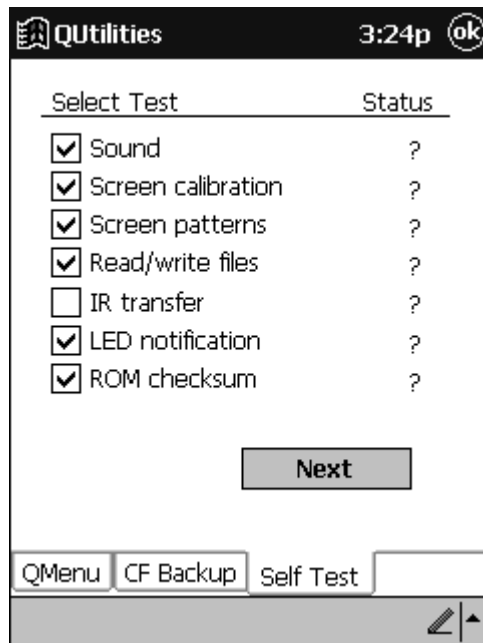 QUtilities 3:24p ok
Select Test Status
Sound ?
Screen calibration ?
Screen patterns ?
Read/write files ?
IR transfer ?
LED notification ?
ROM checksum ?
Next
QMenu CF Backup Self Test